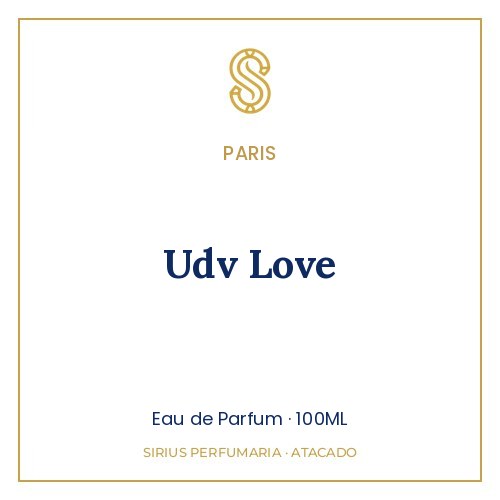 PARIS
Udv Love
Eau de Parfum · 100ML
SIRIUS PERFUMARIA · ATACADO